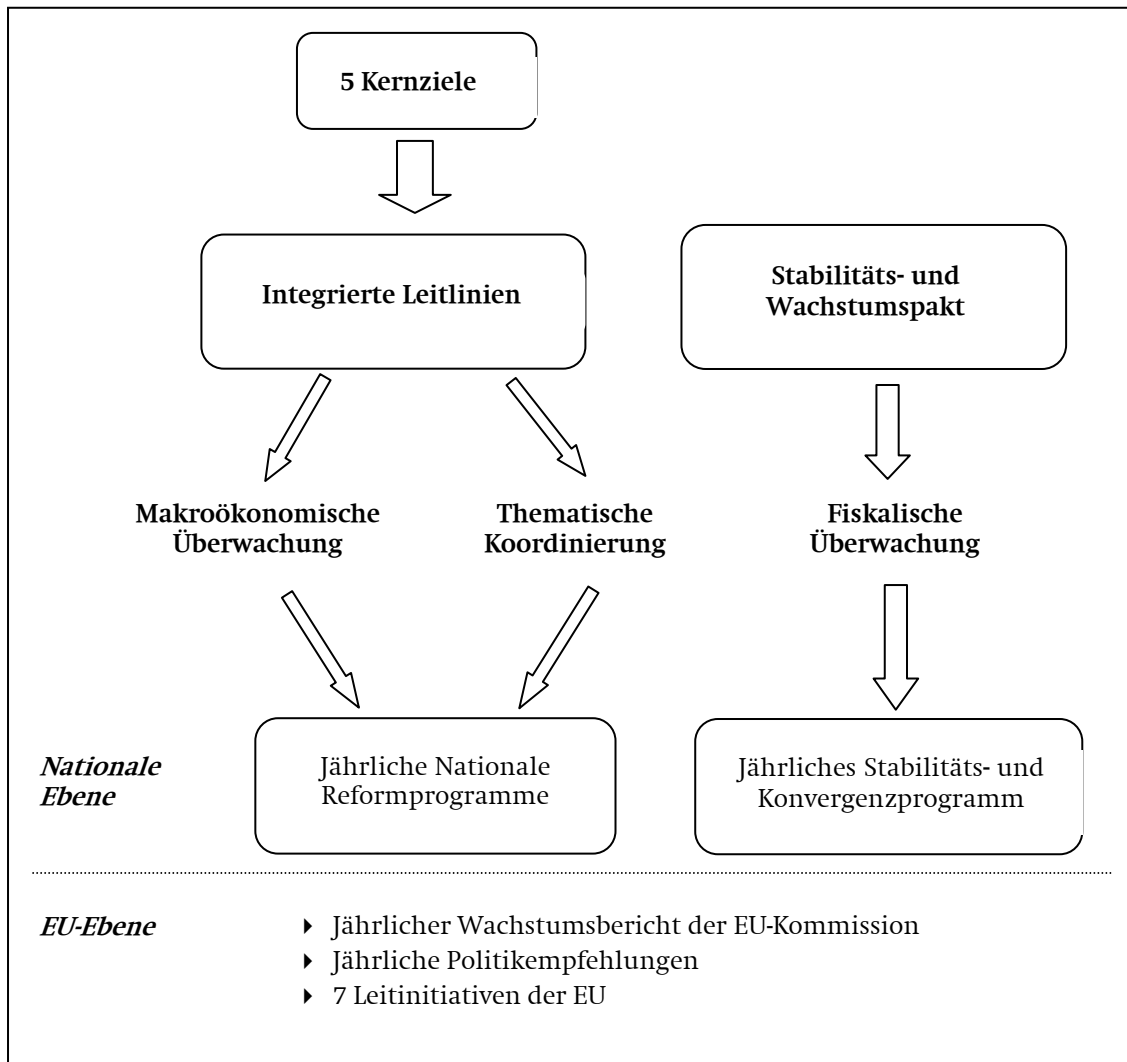 5 Kernziele
Integrierte Leitlinien
Stabilitäts- und
Wachstumspakt
Makroökonomische
Überwachung
Thematische
Koordinierung
Fiskalische
Überwachung
Nationale
Ebene
Jährliche Nationale
Reformprogramme
Jährliches Stabilitäts- und
Konvergenzprogramm
EU-Ebene
Jährlicher Wachstumsbericht der EU-Kommission
Jährliche Politikempfehlungen
7 Leitinitiativen der EU